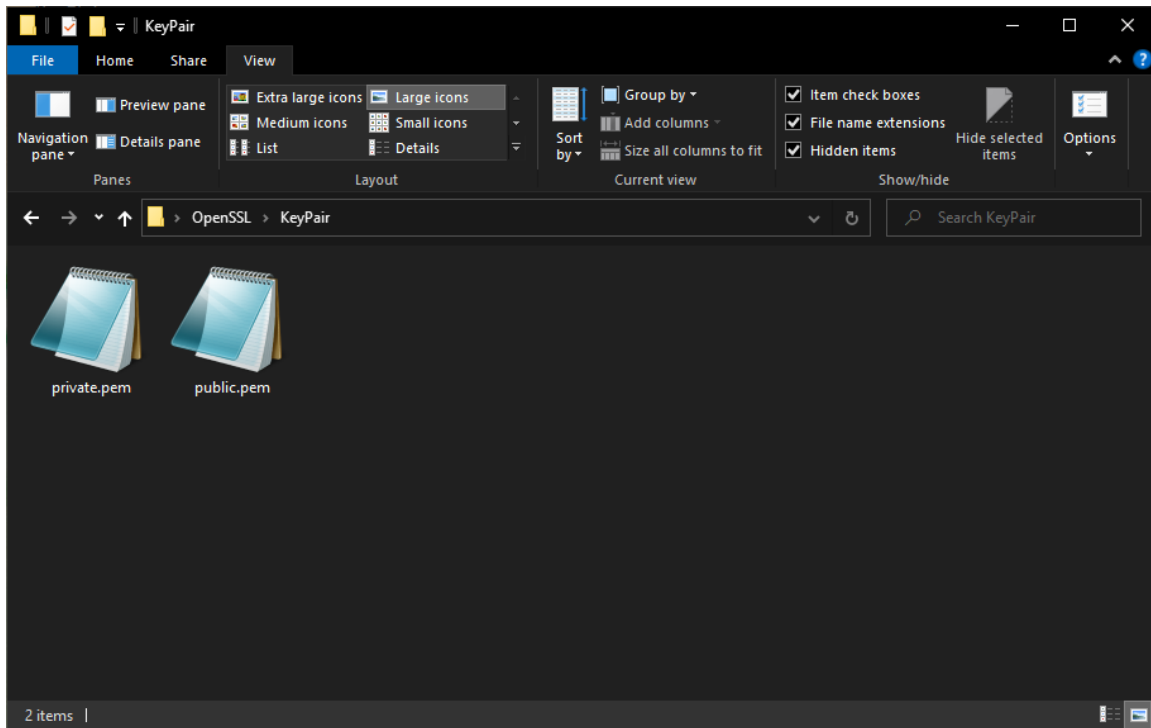 KeyPair
File Home Share View
?
Navigation pane
Preview pane
Details pane
Panes
Extra large icons Large icons
Medium icons Small icons
List Details
Layout
Sort by
Group by
Add columns
Size all columns to fit
Current view
Item check boxes
File name extensions
Hidden items
Hide selected items
Show/hide
Options
OpenSSL > KeyPair
Search KeyPair
private.pem public.pem
2 items